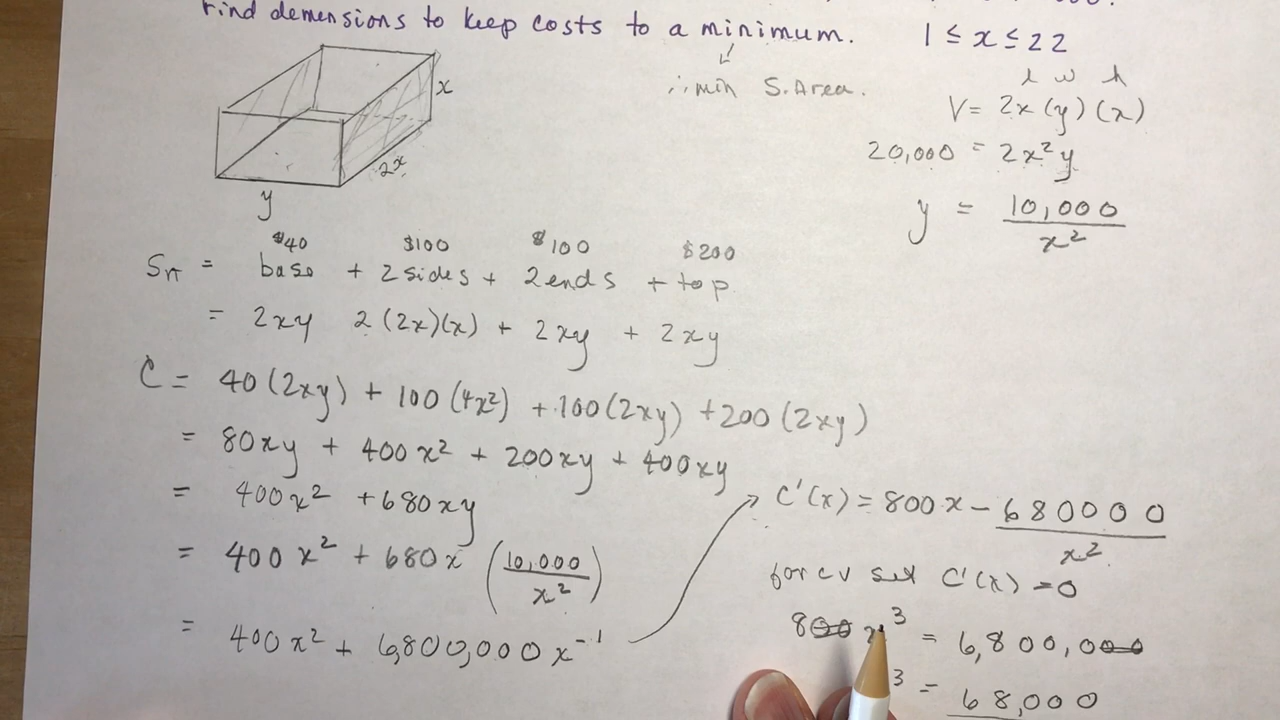 find demensions to keep costs to a minimum. 1 ≤ x ≤ 22
∴ min S.Area.
l w h
V = 2x(y)(x)
20,000 = 2x²y
y = 10,000 / x²
x
2x
y
$40 $100 $100 $200
base + 2 sides + 2 ends + top
= 2xy 2(2x)(x) + 2xy + 2xy
C = 40(2xy) + 100(4x²) + 100(2xy) + 200(2xy)
= 80xy + 400x² + 200xy + 400xy
= 400x² + 680xy
= 400x² + 680x (10,000 / x²)
= 400x² + 6,800,000x⁻¹
C'(x) = 800x - 680000 / x²
for cv set C'(x) = 0
800 x³ = 6,800,000
³ = 68,000